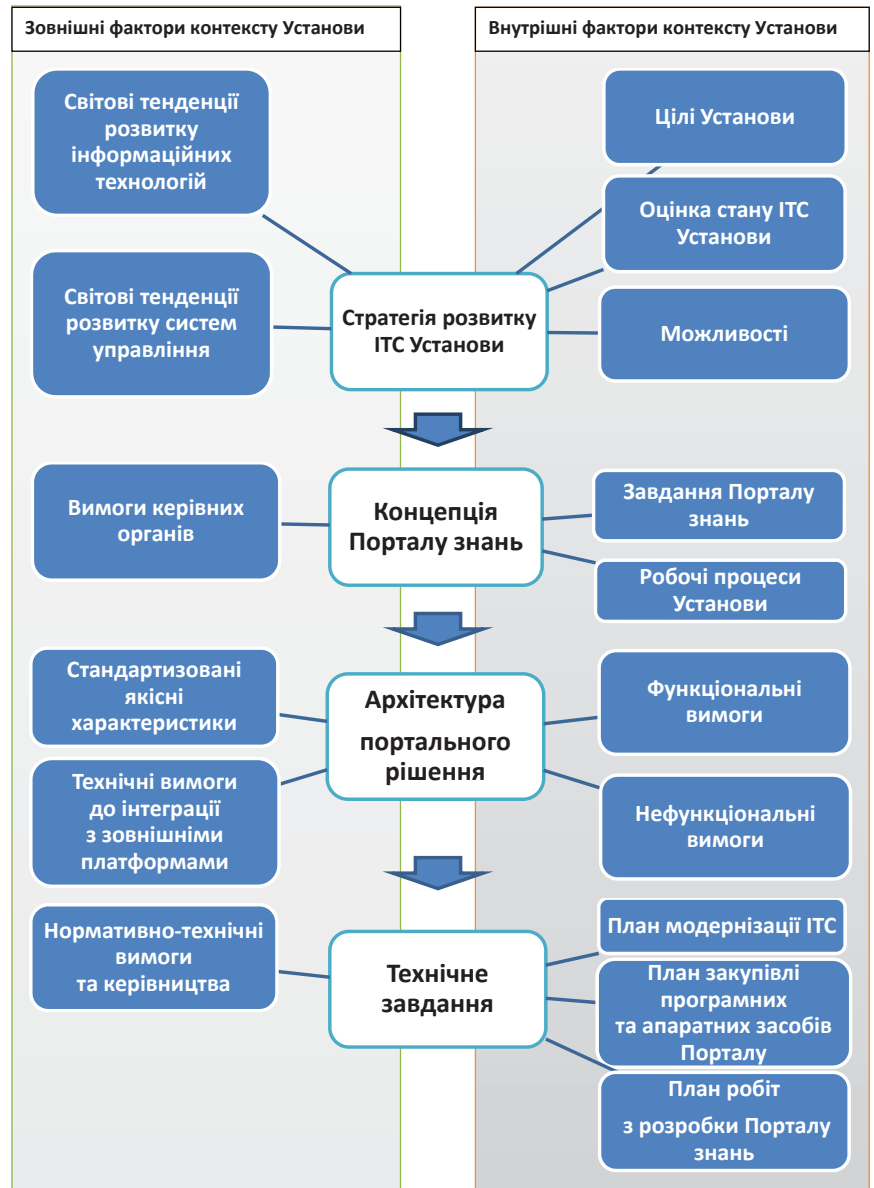 Зовнішні фактори контексту Установи
Внутрішні фактори контексту Установи
Світові тенденції
розвитку
інформаційних
технологій
Світові тенденції
розвитку систем
управління
Стратегія розвитку
ІТС Установи
Цілі Установи
Оцінка стану ІТС
Установи
Можливості
Вимоги керівних
органів
Концепція
Порталу знань
Завдання Порталу
знань
Робочі процеси
Установи
Стандартизовані
якісні
характеристики
Технічні вимоги
до інтеграції
з зовнішніми
платформами
Архітектура
портального
рішення
Функціональні
вимоги
Нефункціональні
вимоги
Нормативно-технічні
вимоги
та керівництва
Технічне
завдання
План модернізації ІТС
План закупівлі
програмних
та апаратних засобів
Порталу
План робіт
з розробки Порталу
знань